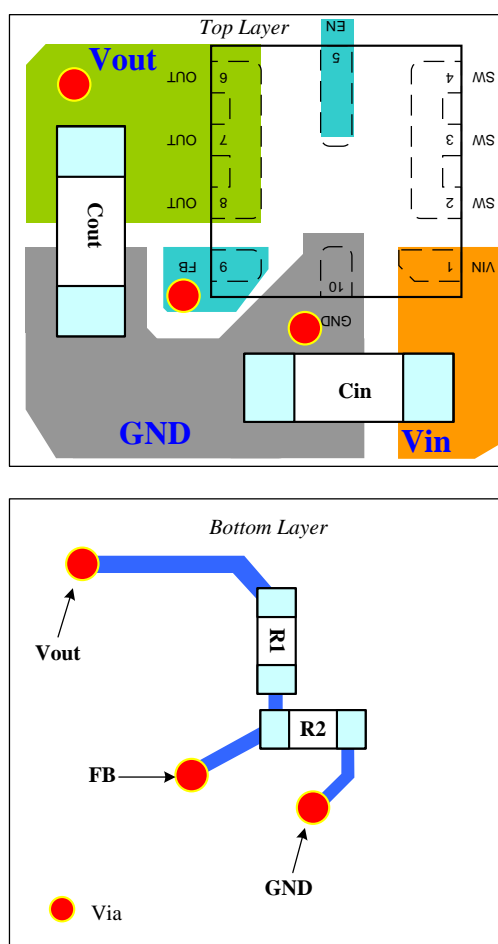 Top Layer
EN
5
Vout
OUT
6
4
SW
OUT
7
3
SW
OUT
8
2
SW
Cout
FB
9
10
1
VIN
GND
Cin
GND
Vin
Bottom Layer
Vout
R1
R2
FB
GND
Via